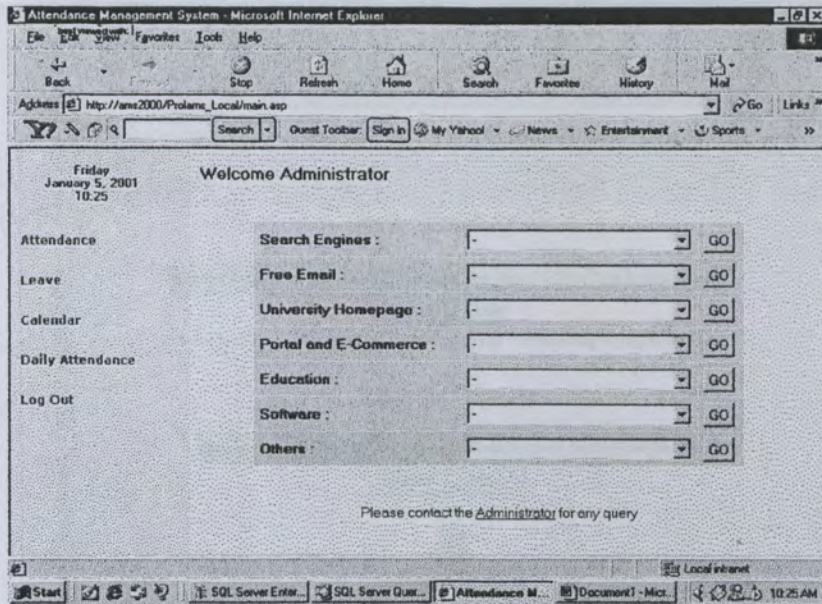 Attendance Management System - Microsoft Internet Explorer
File Edit View Favorites Tools Help
Back Stop Refresh Home Search Favorites History Mail
Address http://ams2000/Prolams_Local/main.asp Go Links »
Search Guest Toolbar: Sign In My Yahoo! News Entertainment Sports »
Friday
January 5, 2001
10:25
Welcome Administrator
Attendance
Leave
Calendar
Daily Attendance
Log Out
Search Engines : - GO
Free Email : - GO
University Homepage : - GO
Portal and E-Commerce : - GO
Education : - GO
Software : - GO
Others : - GO
Please contact the Administrator for any query
Local intranet
Start SQL Server Enter... SQL Server Quer... Attendance M... Document1 - Micr... 10:25 AM